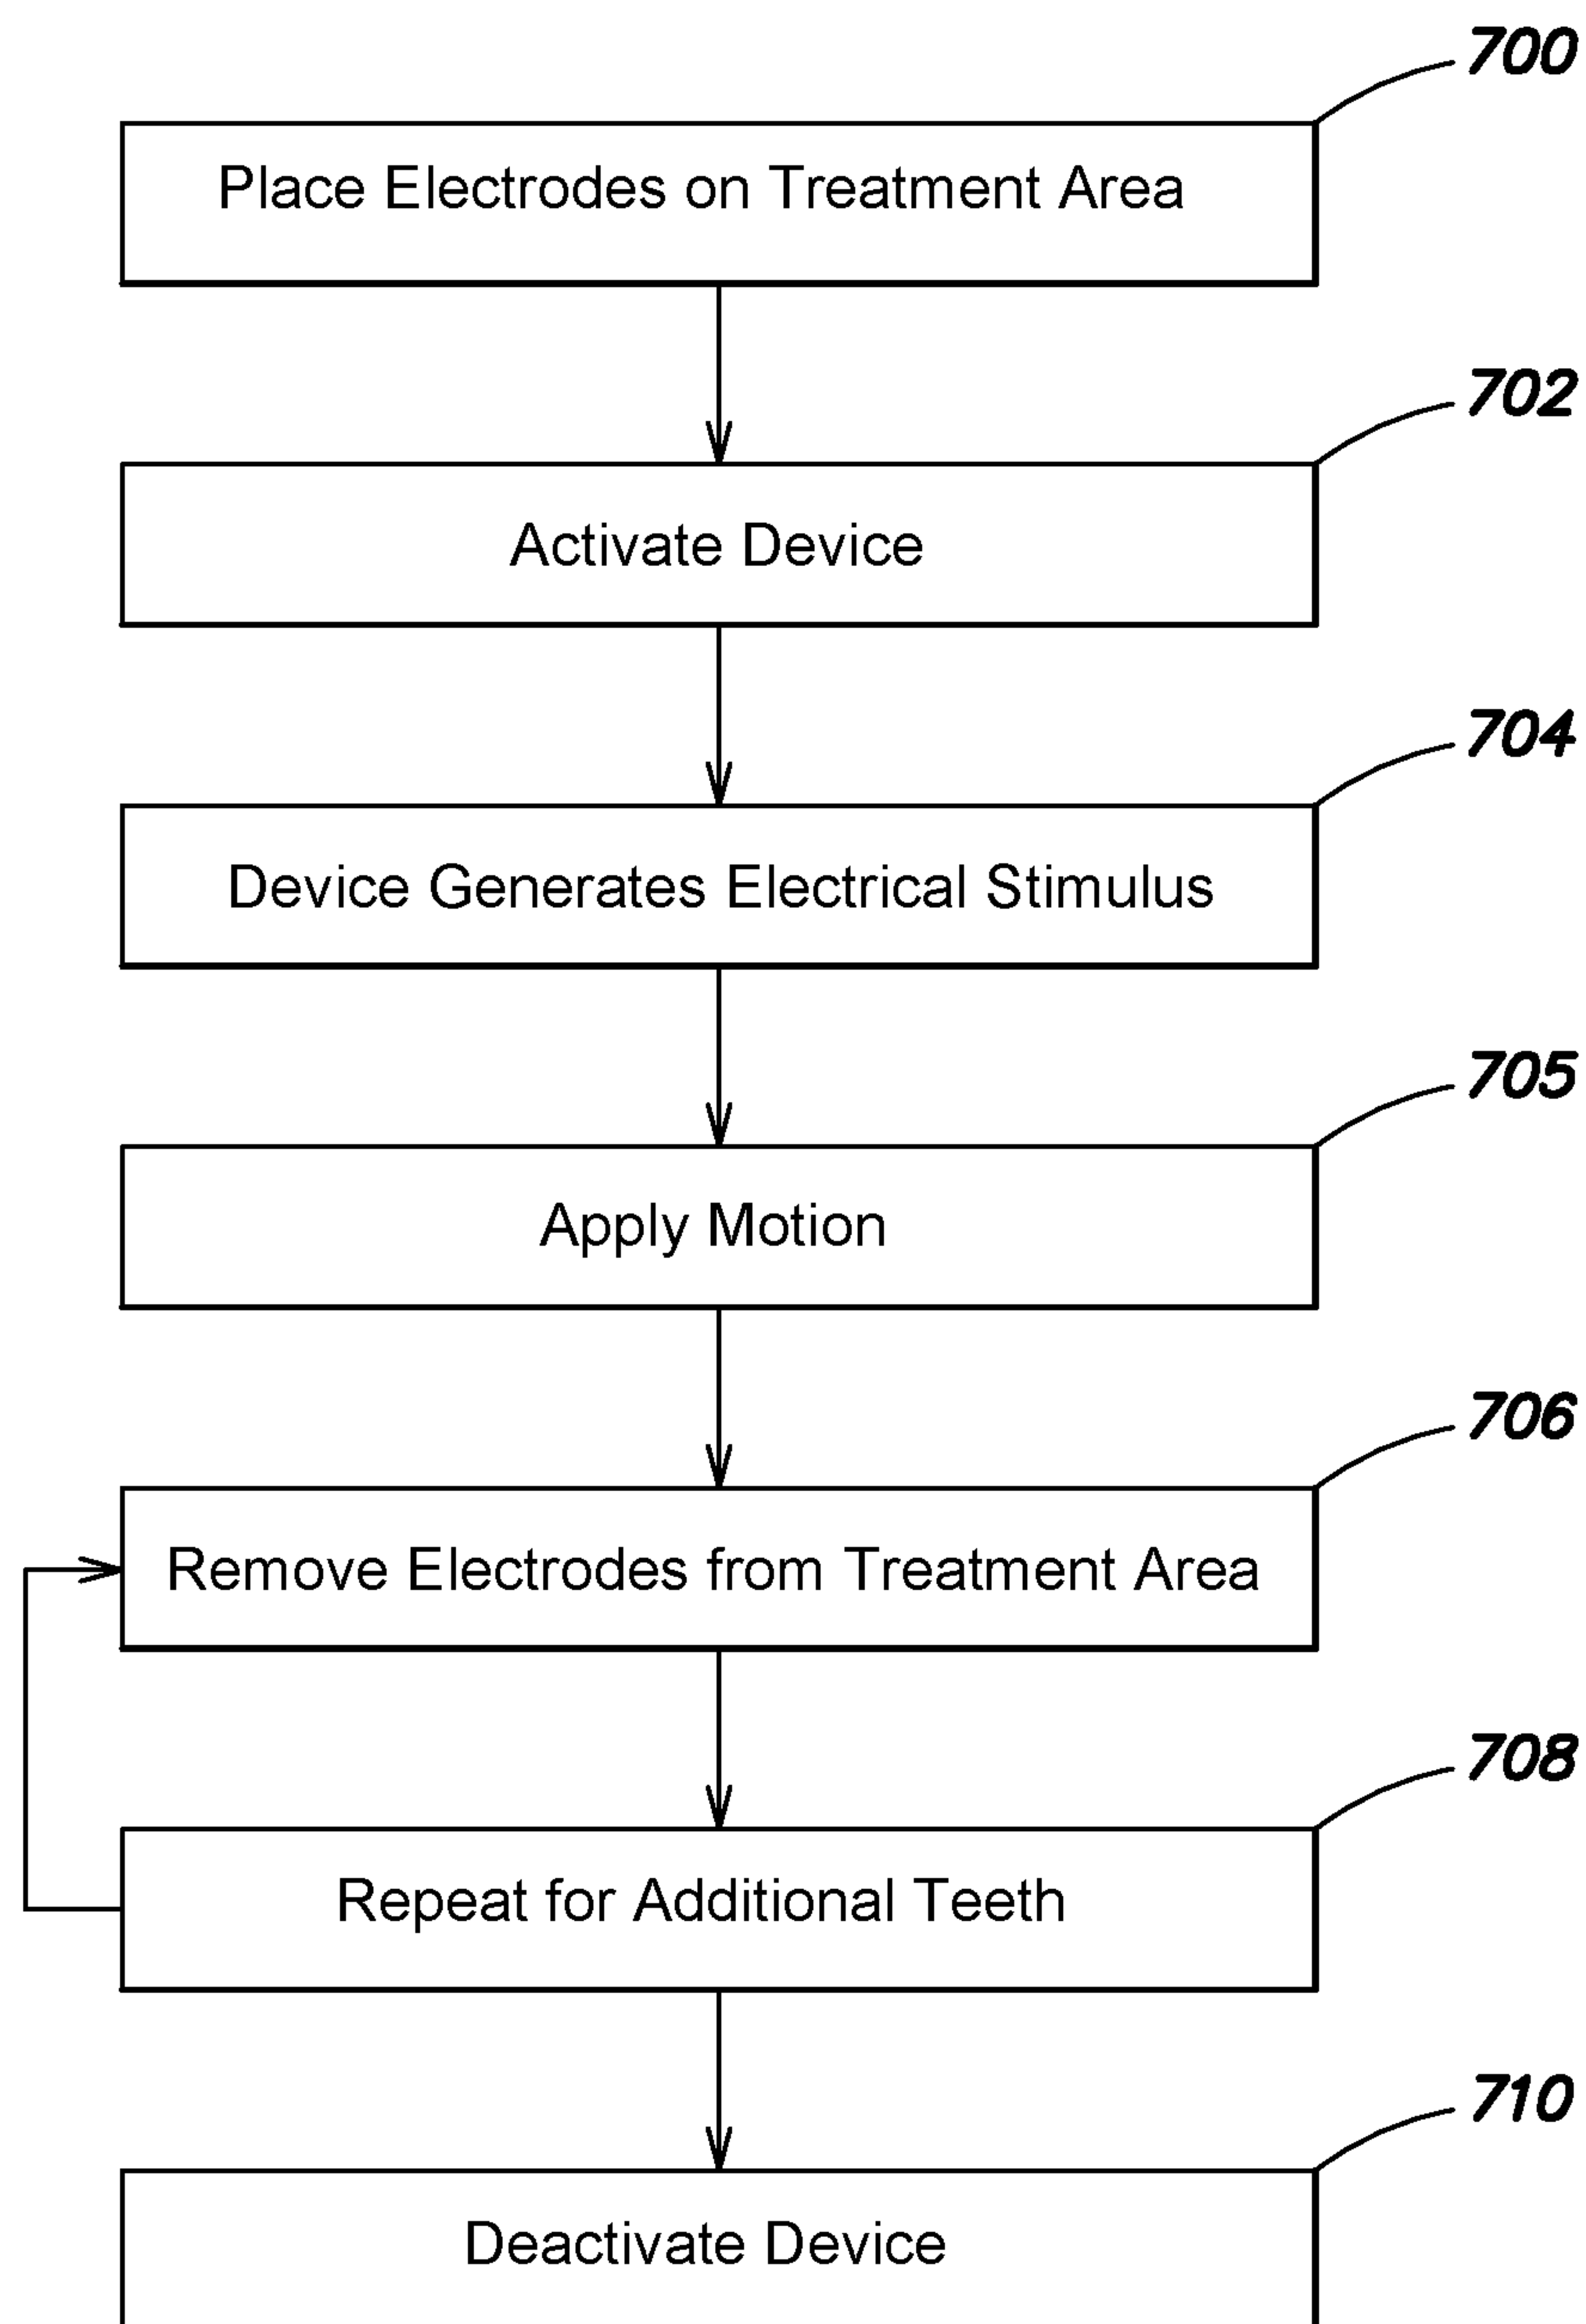 700
Place Electrodes on Treatment Area
702
Activate Device
704
Device Generates Electrical Stimulus
705
Apply Motion
706
Remove Electrodes from Treatment Area
708
Repeat for Additional Teeth
710
Deactivate Device